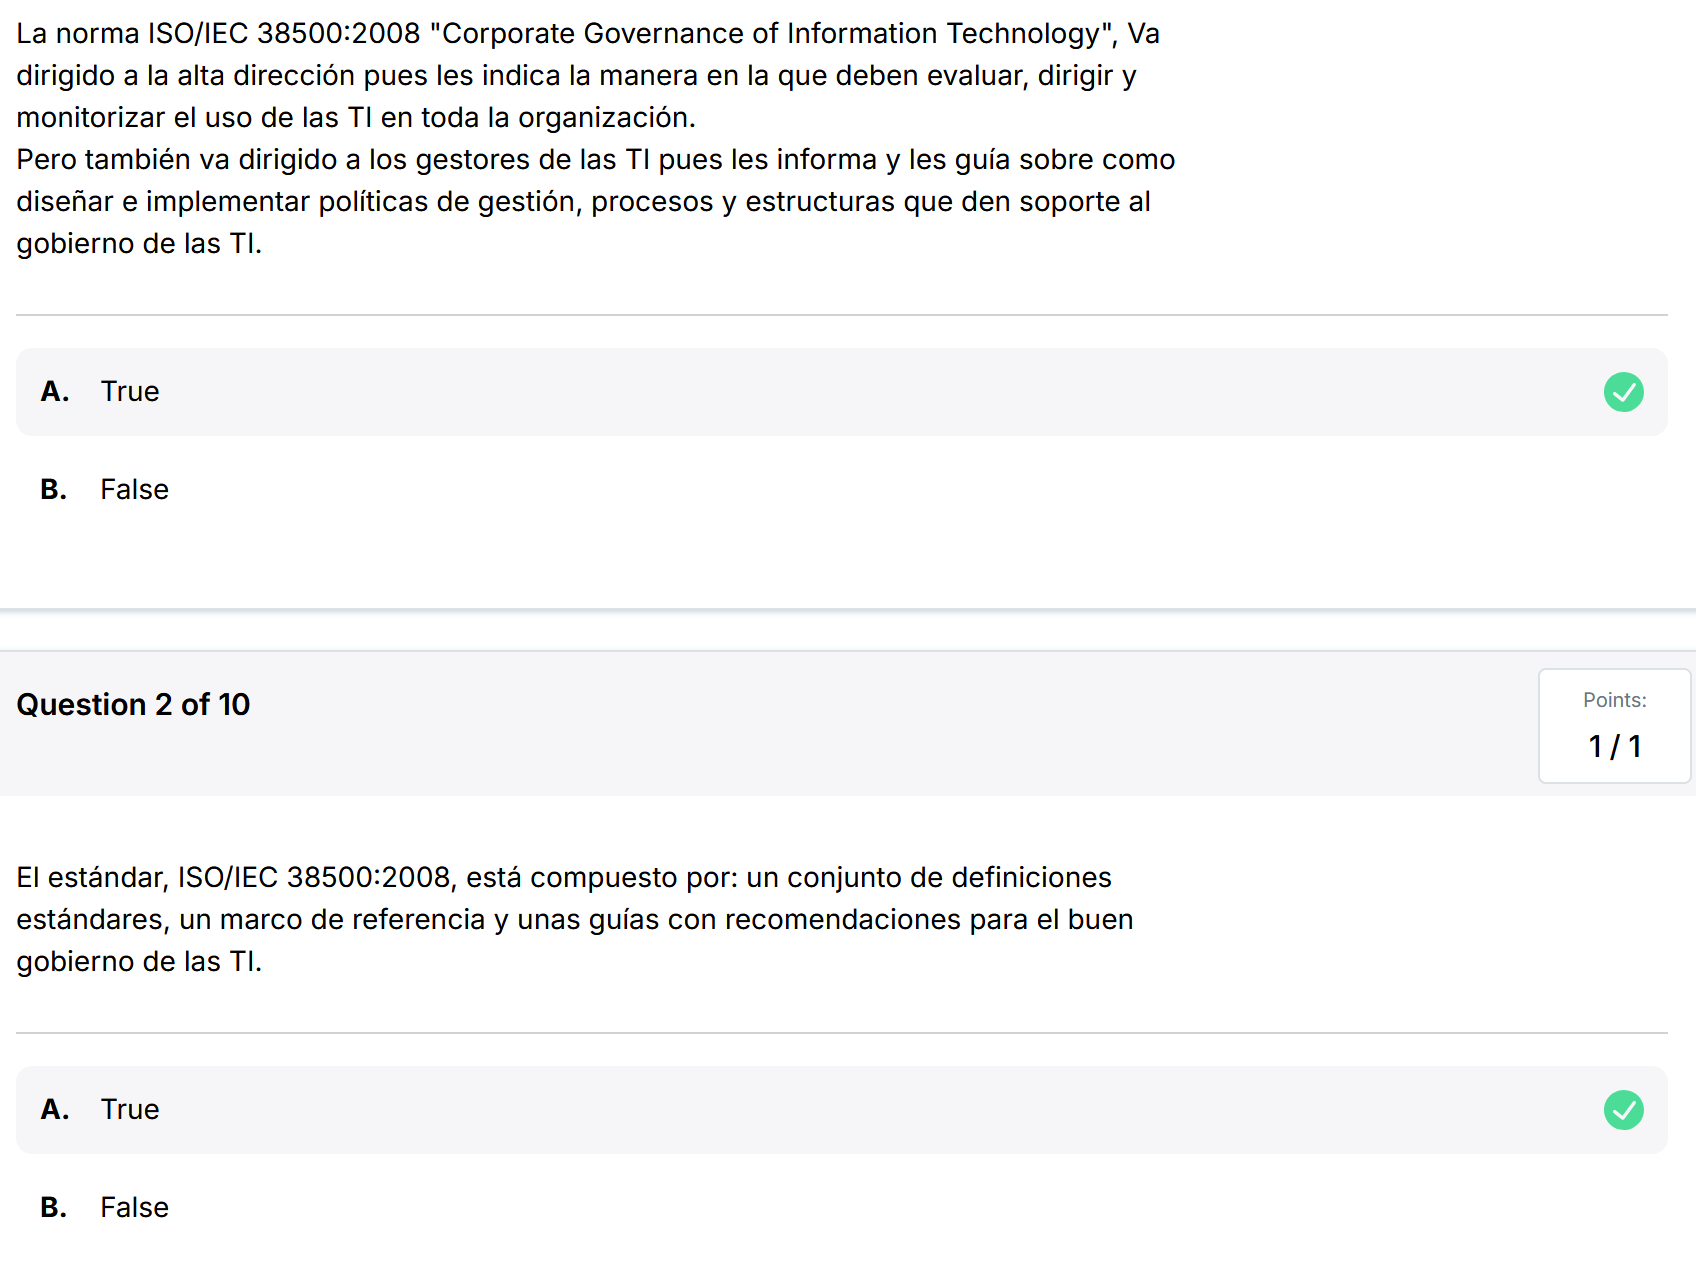 La norma ISO/IEC 38500:2008 "Corporate Governance of Information Technology", Va
dirigido a la alta dirección pues les indica la manera en la que deben evaluar, dirigir y
monitorizar el uso de las TI en toda la organización.
Pero también va dirigido a los gestores de las TI pues les informa y les guía sobre como
diseñar e implementar políticas de gestión, procesos y estructuras que den soporte al
gobierno de las TI.
A. True
B. False
Question 2 of 10
Points:
1 / 1
El estándar, ISO/IEC 38500:2008, está compuesto por: un conjunto de definiciones
estándares, un marco de referencia y unas guías con recomendaciones para el buen
gobierno de las TI.
A. True
B. False